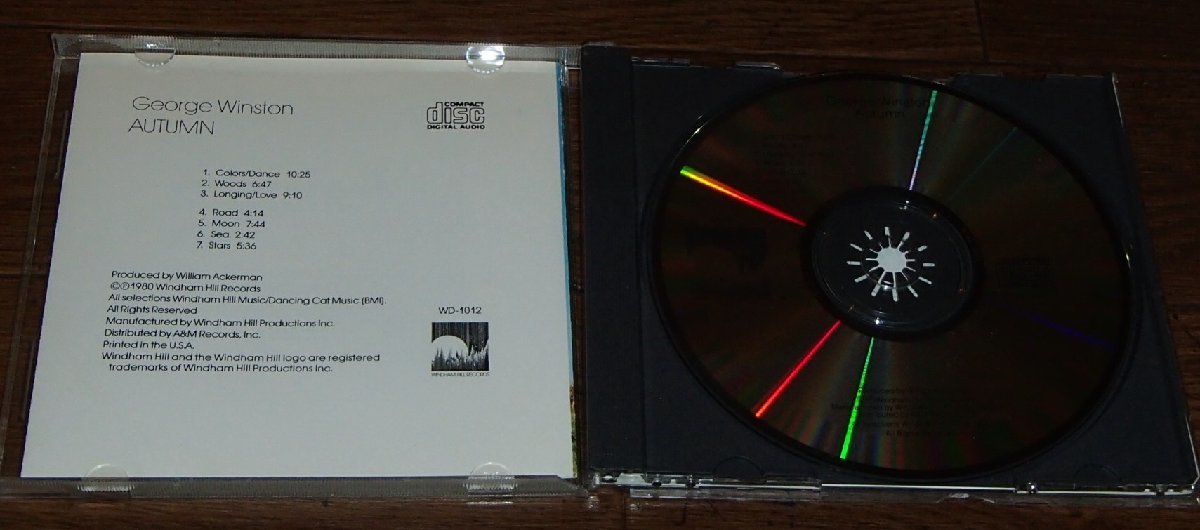 George Winston
AUTUMN
COMPACT
disc
DIGITAL AUDIO
1. Colors/Dance 10:25
2. Woods 6:47
3. Longing/Love 9:10
4. Road 4:14
5. Moon 7:44
6. Sea 2:42
7. Stars 5:36
Produced by William Ackerman
©℗1980 Windham Hill Records
All selections Windham Hill Music/Dancing Cat Music (BMI).
All Rights Reserved
Manufactured by Windham Hill Productions Inc.
Distributed by A&M Records, Inc.
Printed in the U.S.A.
Windham Hill and the Windham Hill logo are registered
trademarks of Windham Hill Productions Inc.
WD-1012
WINDHAM HILL RECORDS
George Winston
Autumn